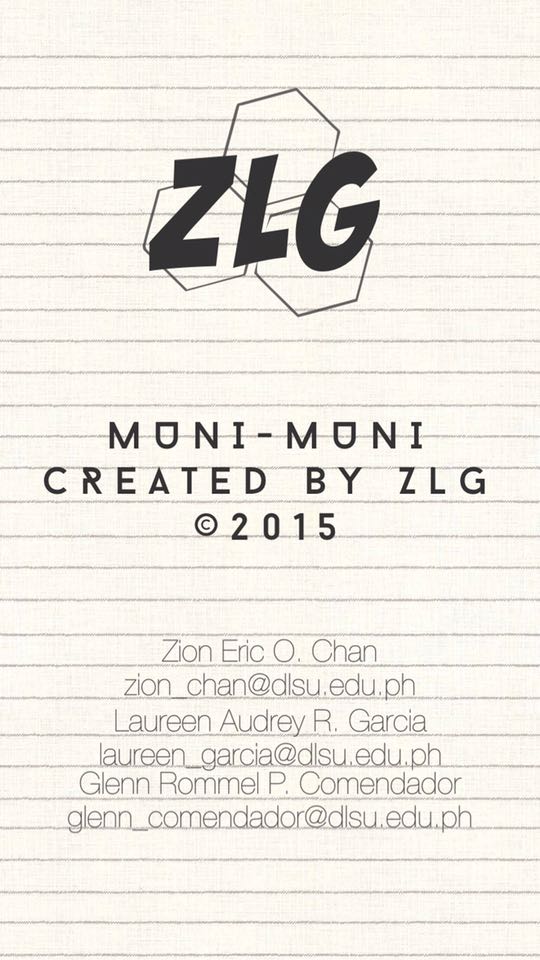 ZLG
MUNI-MUNI
CREATED BY ZLG
©2015
Zion Eric O. Chan
zion_chan@dlsu.edu.ph
Laureen Audrey R. Garcia
laureen_garcia@dlsu.edu.ph
Glenn Rommel P. Comendador
glenn_comendador@dlsu.edu.ph